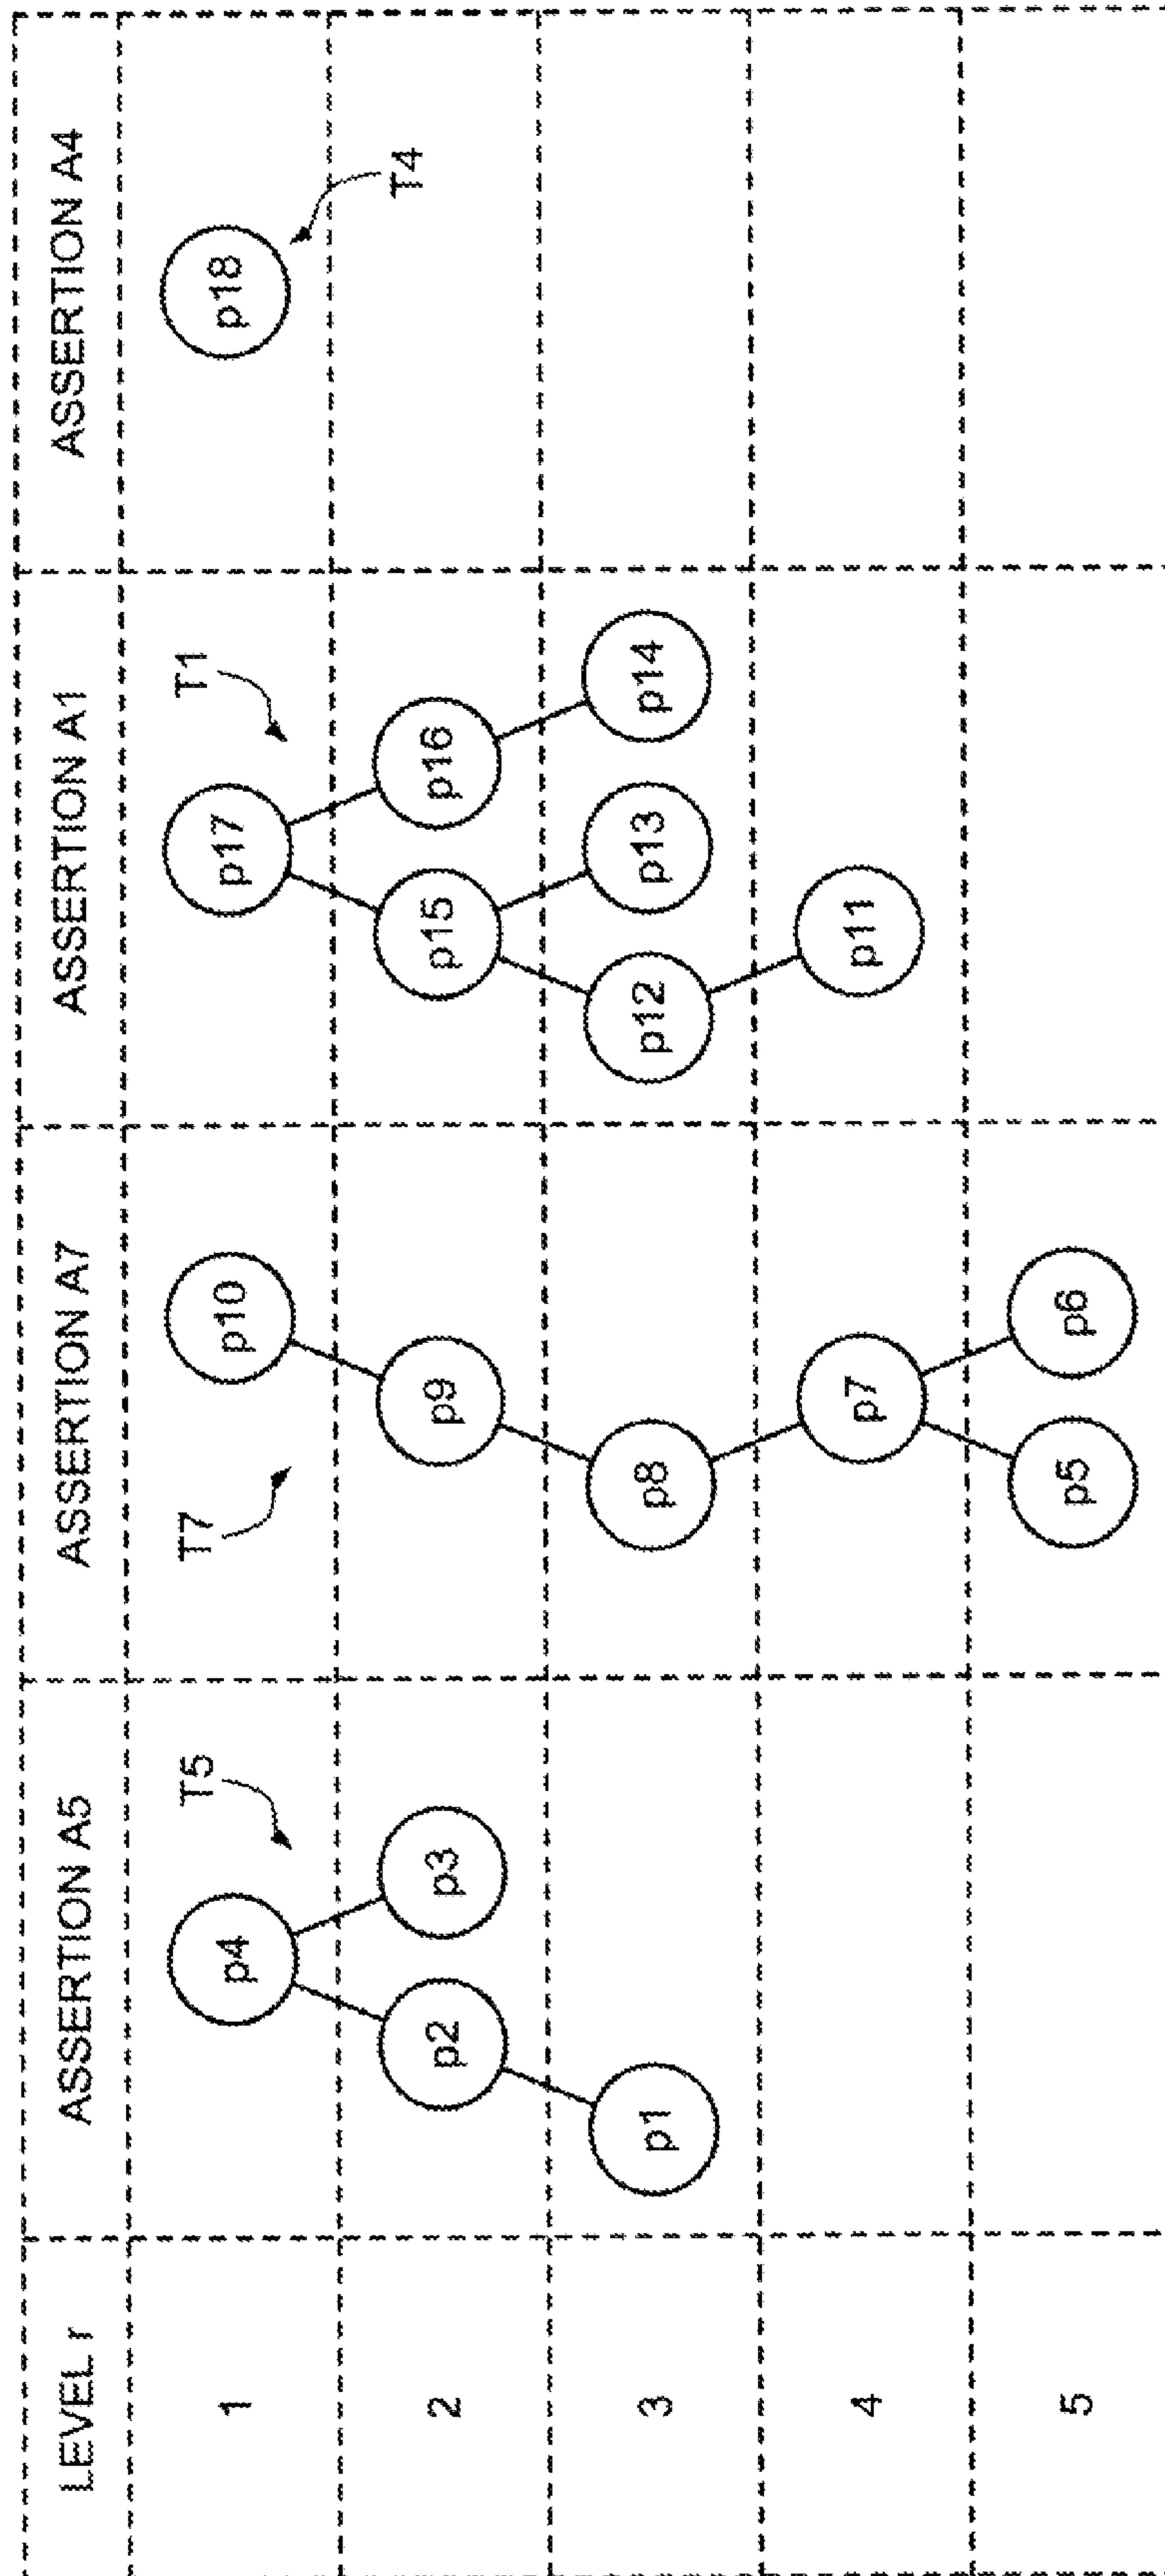 LEVEL r ASSERTION A5 ASSERTION A7 ASSERTION A1 ASSERTION A4
T5 T7 T1
1 p4 p10 p17 p18
T4
2 p2 p3 p9 p15 p16
3 p1 p8 p12 p13 p14
4 p7 p11
5 p5 p6